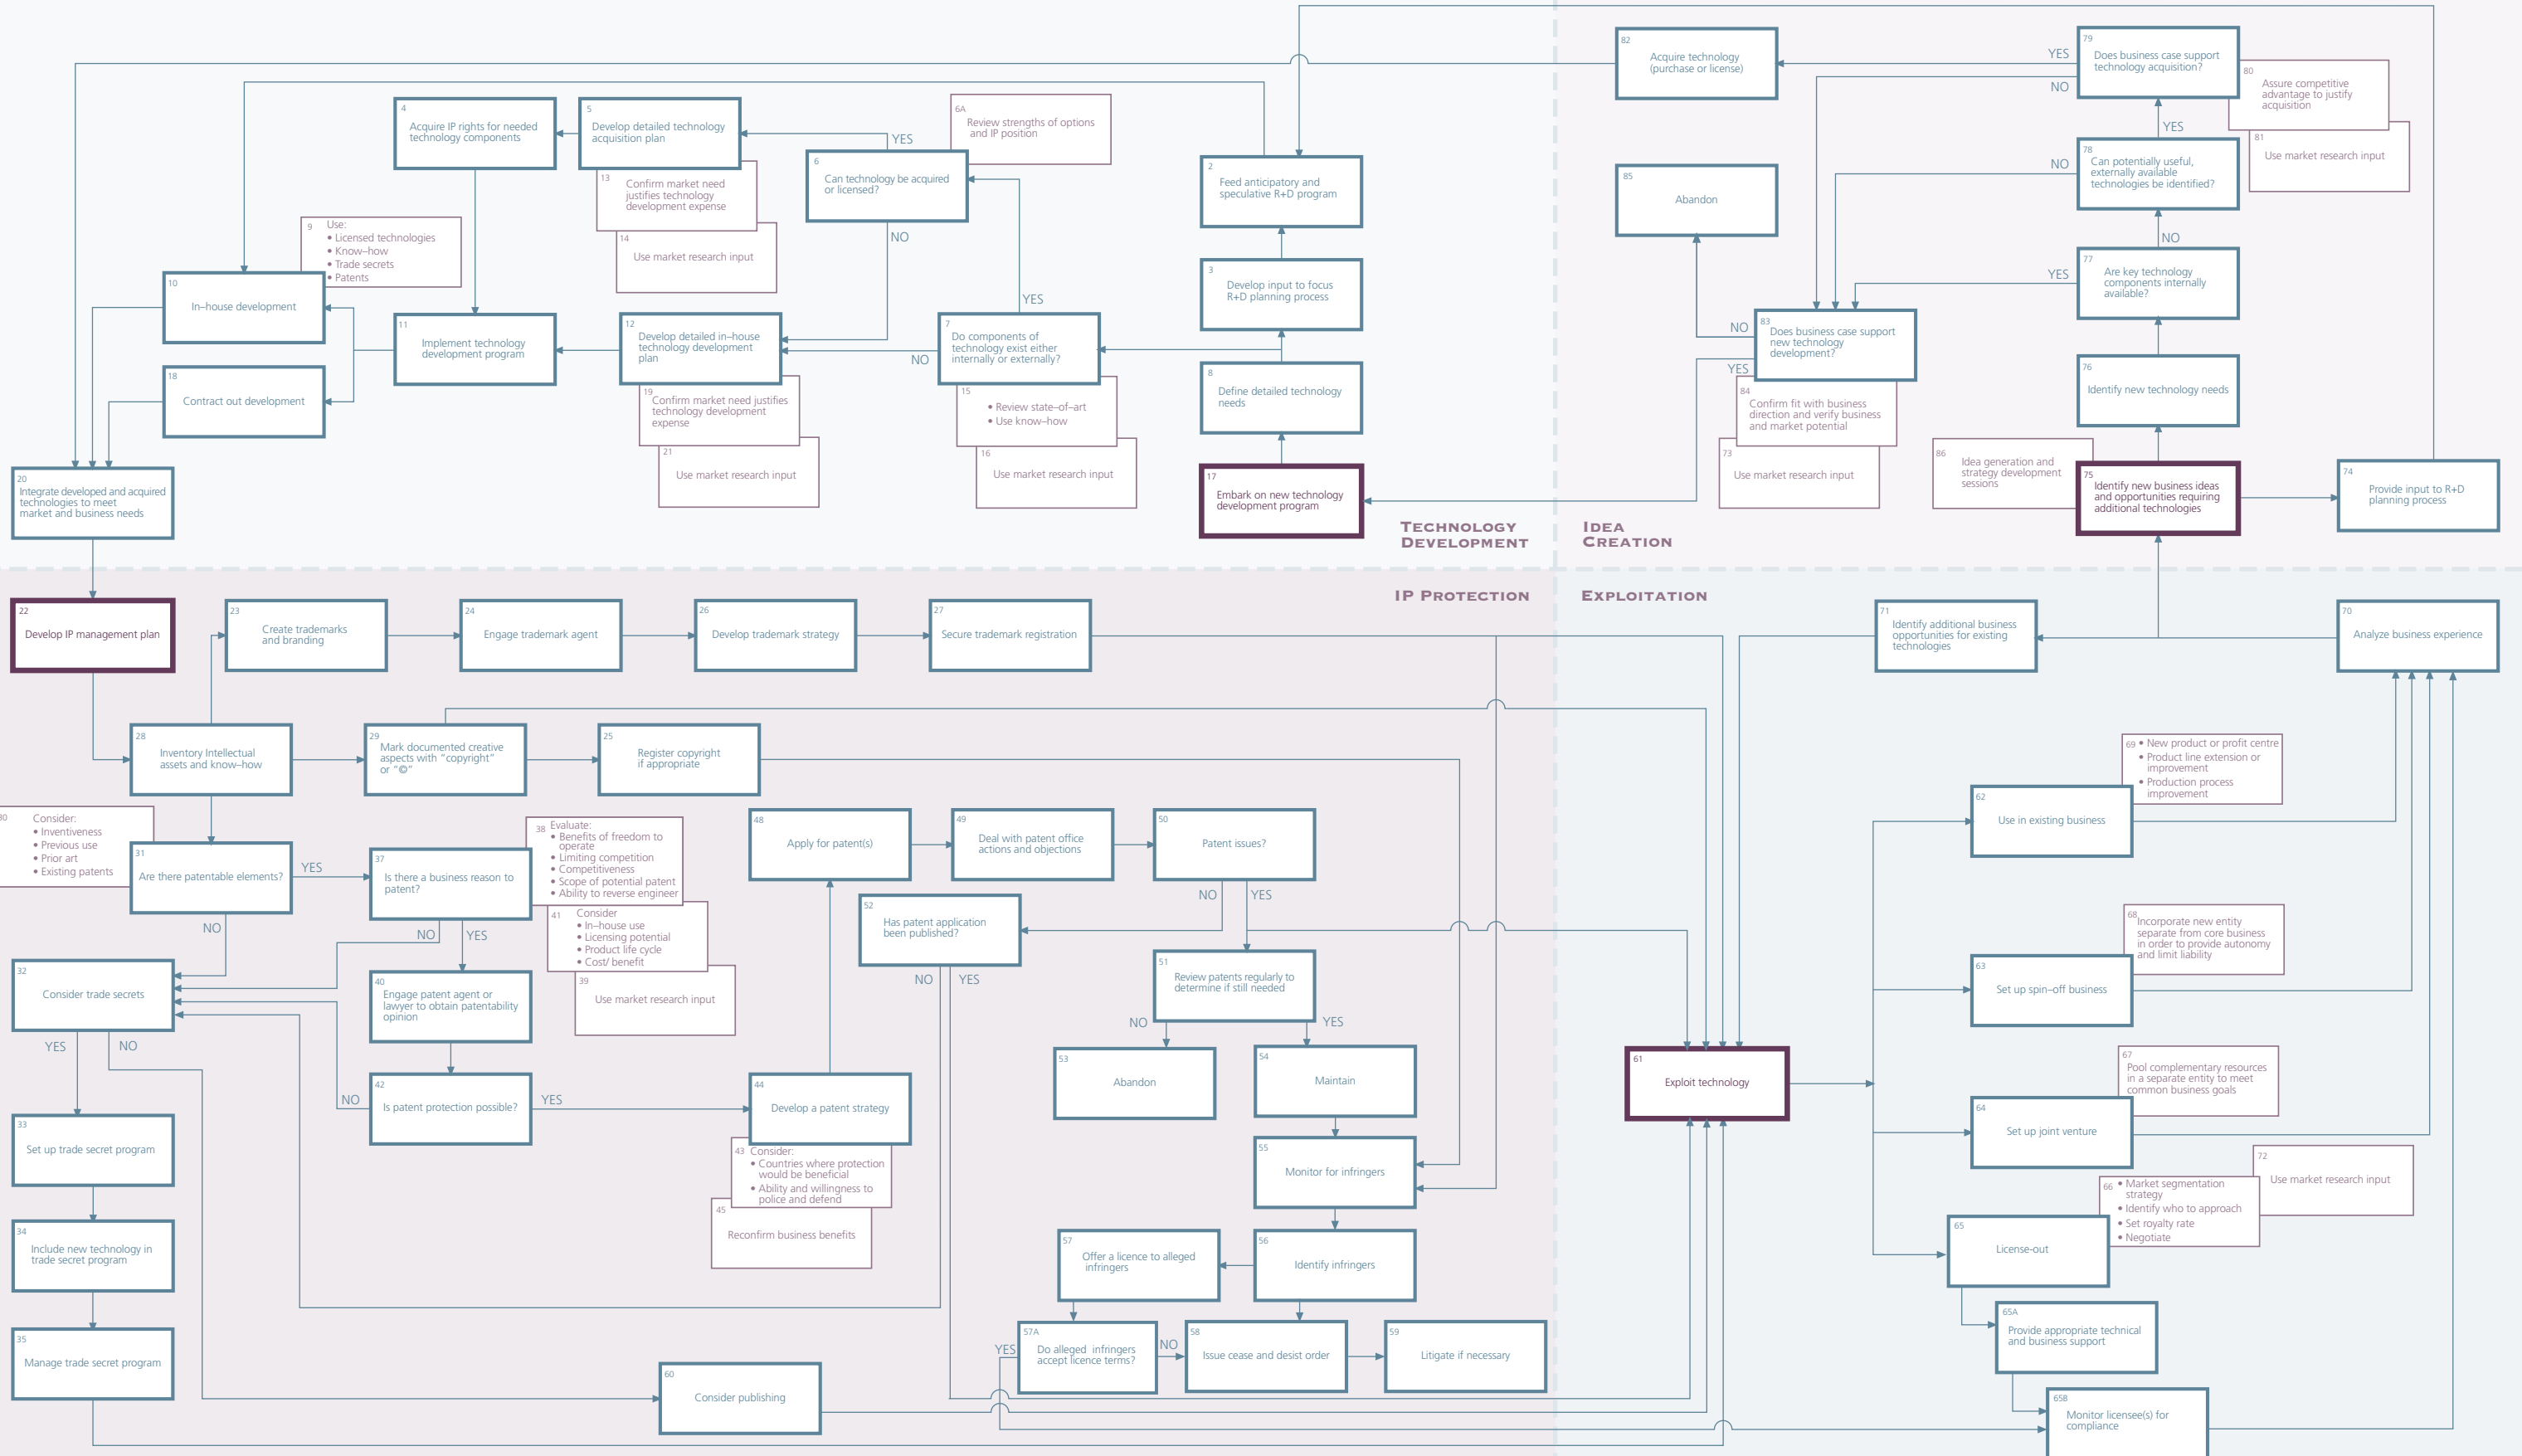 82
Acquire technology
(purchase or license)
YES
NO
79
Does business case support
technology acquisition?
80
Assure competitive
advantage to justify
acquisition
81
Use market research input
YES
78
Can potentially useful,
externally available
technologies be identified?
NO
NO
77
Are key technology
components internally
available?
YES
76
Identify new technology needs
85
Abandon
83
Does business case support
new technology
development?
NO
YES
84
Confirm fit with business
direction and verify business
and market potential
73
Use market research input
86
Idea generation and
strategy development
sessions
75
Identify new business ideas
and opportunities requiring
additional technologies
74
Provide input to R+D
planning process
IDEA
CREATION
4
Acquire IP rights for needed
technology components
5
Develop detailed technology
acquisition plan
13
Confirm market need
justifies technology
development expense
14
Use market research input
YES
6A
Review strengths of options
and IP position
6
Can technology be acquired
or licensed?
NO
YES
2
Feed anticipatory and
speculative R+D program
3
Develop input to focus
R+D planning process
8
Define detailed technology
needs
17
Embark on new technology
development program
9
Use:
• Licensed technologies
• Know–how
• Trade secrets
• Patents
10
In–house development
11
Implement technology
development program
12
Develop detailed in–house
technology development
plan
NO
7
Do components of
technology exist either
internally or externally?
18
Contract out development
19
Confirm market need justifies
technology development
expense
21
Use market research input
15
• Review state–of–art
• Use know–how
16
Use market research input
20
Integrate developed and acquired
technologies to meet
market and business needs
TECHNOLOGY
DEVELOPMENT
IP PROTECTION
22
Develop IP management plan
23
Create trademarks
and branding
24
Engage trademark agent
26
Develop trademark strategy
27
Secure trademark registration
28
Inventory Intellectual
assets and know–how
29
Mark documented creative
aspects with “copyright”
or “©”
25
Register copyright
if appropriate
30
Consider:
• Inventiveness
• Previous use
• Prior art
• Existing patents
31
Are there patentable elements?
YES
NO
37
Is there a business reason to
patent?
NO
YES
38
Evaluate:
• Benefits of freedom to
operate
• Limiting competition
• Competitiveness
• Scope of potential patent
• Ability to reverse engineer
41
Consider
• In–house use
• Licensing potential
• Product life cycle
• Cost/ benefit
39
Use market research input
48
Apply for patent(s)
49
Deal with patent office
actions and objections
50
Patent issues?
NO
YES
52
Has patent application
been published?
NO
YES
51
Review patents regularly to
determine if still needed
NO
YES
32
Consider trade secrets
YES
NO
40
Engage patent agent or
lawyer to obtain patentability
opinion
42
Is patent protection possible?
NO
YES
44
Develop a patent strategy
43
Consider:
• Countries where protection
would be beneficial
• Ability and willingness to
police and defend
45
Reconfirm business benefits
53
Abandon
54
Maintain
55
Monitor for infringers
56
Identify infringers
57
Offer a licence to alleged
infringers
57A
Do alleged infringers
accept licence terms?
YES
NO
58
Issue cease and desist order
59
Litigate if necessary
33
Set up trade secret program
34
Include new technology in
trade secret program
35
Manage trade secret program
60
Consider publishing
EXPLOITATION
71
Identify additional business
opportunities for existing
technologies
70
Analyze business experience
69
• New product or profit centre
• Product line extension or
improvement
• Production process
improvement
62
Use in existing business
68
Incorporate new entity
separate from core business
in order to provide autonomy
and limit liability
63
Set up spin–off business
61
Exploit technology
67
Pool complementary resources
in a separate entity to meet
common business goals
64
Set up joint venture
72
Use market research input
66
• Market segmentation
strategy
• Identify who to approach
• Set royalty rate
• Negotiate
65
License-out
65A
Provide appropriate technical
and business support
65B
Monitor licensee(s) for
compliance